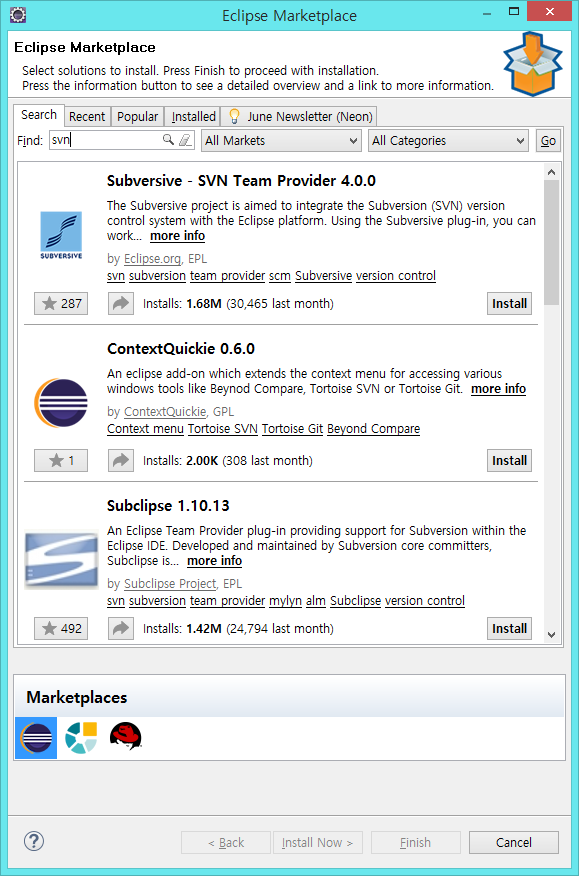 Eclipse Marketplace
Eclipse Marketplace
Select solutions to install. Press Finish to proceed with installation.
Press the information button to see a detailed overview and a link to more information.
Search Recent Popular Installed June Newsletter (Neon)
Find: svn All Markets All Categories Go
Subversive - SVN Team Provider 4.0.0
The Subversive project is aimed to integrate the Subversion (SVN) version
control system with the Eclipse platform. Using the Subversive plug-in, you can
work... more info
SUBVERSIVE
by Eclipse.org, EPL
svn subversion team provider scm Subversive version control
287 Installs: 1.68M (30,465 last month) Install
ContextQuickie 0.6.0
An eclipse add-on which extends the context menu for accessing various
windows tools like Beynod Compare, Tortoise SVN or Tortoise Git. more info
by ContextQuickie, GPL
Context menu Tortoise SVN Tortoise Git Beyond Compare
1 Installs: 2.00K (308 last month) Install
Subclipse 1.10.13
An Eclipse Team Provider plug-in providing support for Subversion within the
Eclipse IDE. Developed and maintained by Subversion core committers,
Subclipse is... more info
by Subclipse Project, EPL
svn subversion team provider mylyn alm Subclipse version control
492 Installs: 1.42M (24,794 last month) Install
Marketplaces
? < Back Install Now > Finish Cancel